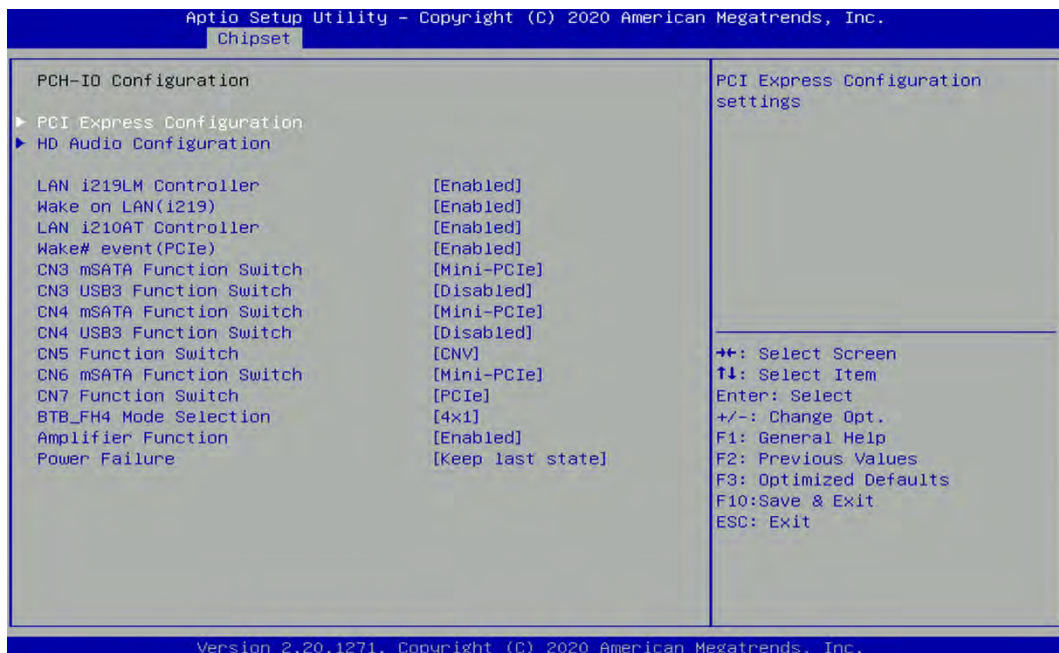 Aptio Setup Utility – Copyright (C) 2020 American Megatrends, Inc.
Chipset
PCH-IO Configuration
PCI Express Configuration
HD Audio Configuration
LAN i219LM Controller [Enabled]
Wake on LAN(i219) [Enabled]
LAN i210AT Controller [Enabled]
Wake# event(PCIe) [Enabled]
CN3 mSATA Function Switch [Mini-PCIe]
CN3 USB3 Function Switch [Disabled]
CN4 mSATA Function Switch [Mini-PCIe]
CN4 USB3 Function Switch [Disabled]
CN5 Function Switch [CNV]
CN6 mSATA Function Switch [Mini-PCIe]
CN7 Function Switch [PCIe]
BTB_FH4 Mode Selection [4x1]
Amplifier Function [Enabled]
Power Failure [Keep last state]
PCI Express Configuration
settings
→←: Select Screen
↑↓: Select Item
Enter: Select
+/-: Change Opt.
F1: General Help
F2: Previous Values
F3: Optimized Defaults
F10:Save & Exit
ESC: Exit
Version 2.20.1271. Copyright (C) 2020 American Megatrends, Inc.